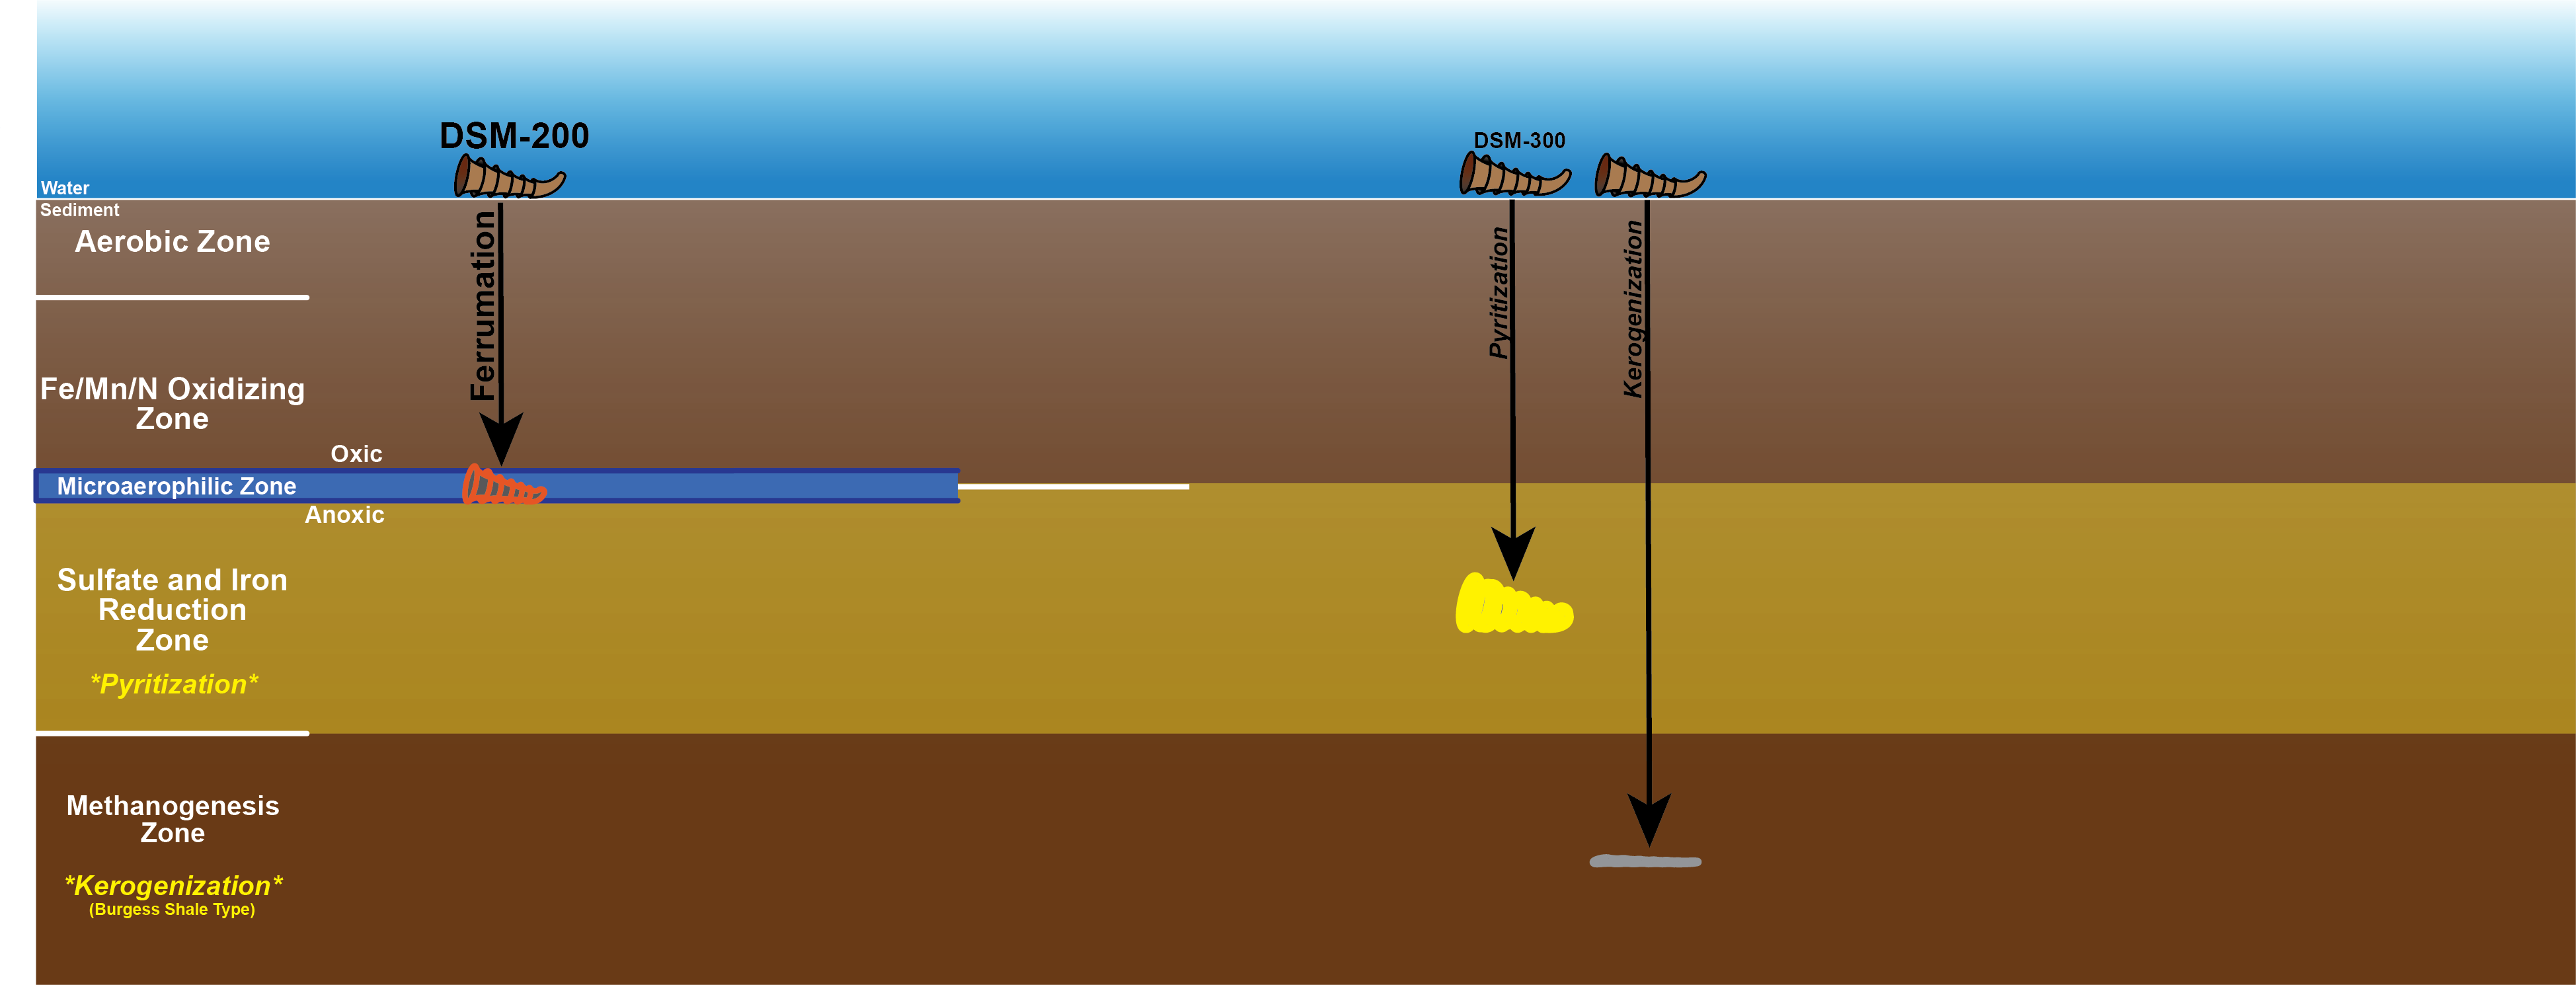 DSM-200
DSM-300
Water
Sediment
Aerobic Zone
Ferrumation
Pyritization
Kerogenization
Fe/Mn/N Oxidizing
Zone
Oxic
Microaerophilic Zone
Anoxic
Sulfate and Iron
Reduction
Zone
*Pyritization*
Methanogenesis
Zone
*Kerogenization*
(Burgess Shale Type)